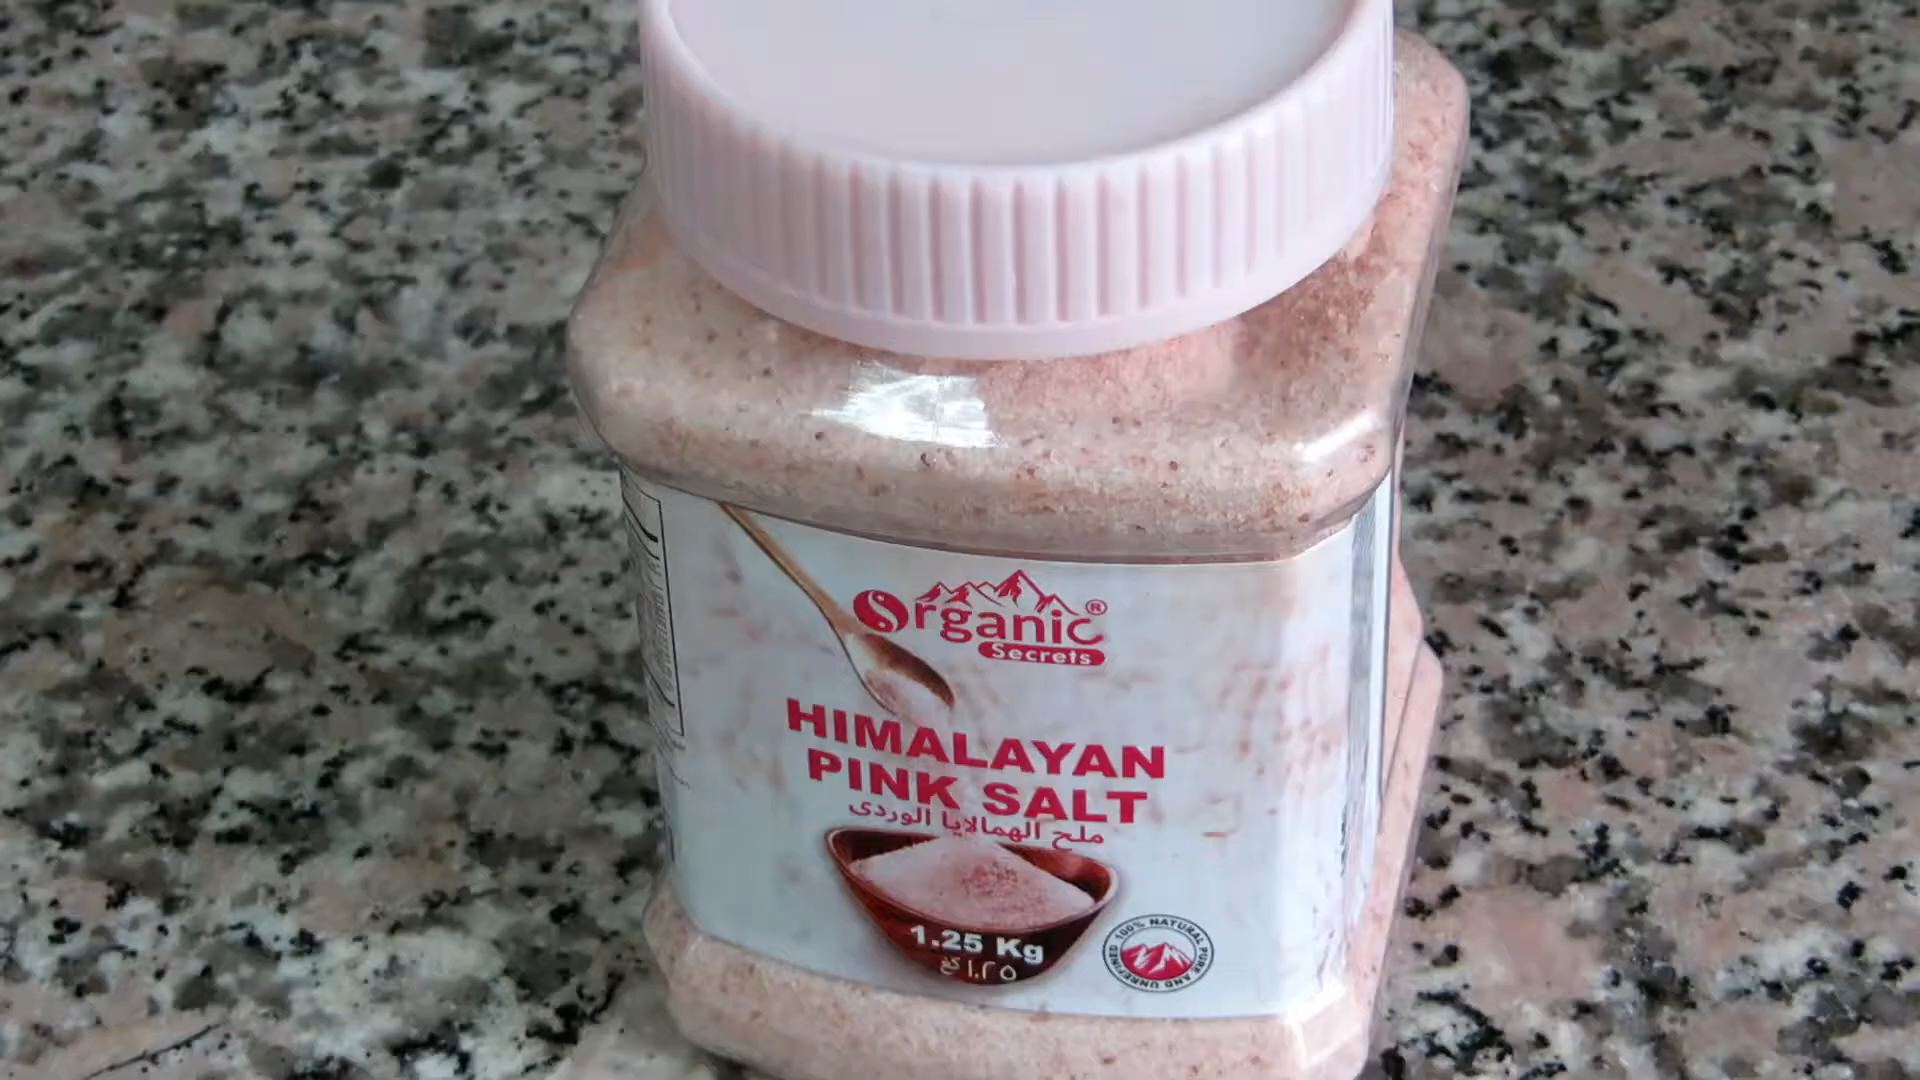 Organic®
Secrets
HIMALAYAN
PINK SALT
ملح الهمالايا الوردى
1.25 Kg
١.٢٥ كغ
100% NATURAL PURE AND UNREFINED